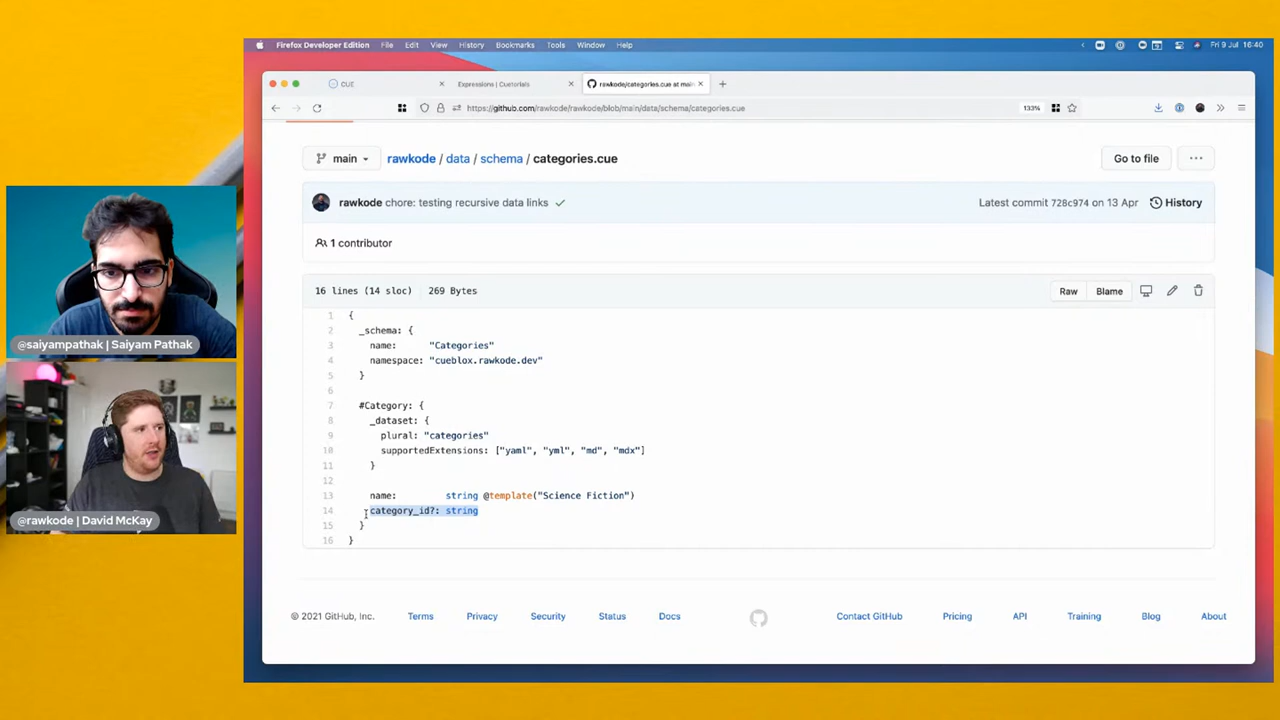 Firefox Developer Edition File Edit View History Bookmarks Tools Window Help
Fri 9 Jul 16:40
CUE
Expressions | Cuetorials
rawkode/categories.cue at main
https://github.com/rawkode/rawkode/blob/main/data/schema/categories.cue
133%
main
rawkode / data / schema / categories.cue
Go to file
rawkode chore: testing recursive data links
Latest commit 728c974 on 13 Apr
History
1 contributor
16 lines (14 sloc) 269 Bytes
Raw
Blame
1 {
2 _schema: {
3 name: "Categories"
4 namespace: "cueblox.rawkode.dev"
5 }
6
7 #Category: {
8 _dataset: {
9 plural: "categories"
10 supportedExtensions: ["yaml", "yml", "md", "mdx"]
11 }
12
13 name: string @template("Science Fiction")
14 category_id?: string
15 }
16 }
© 2021 GitHub, Inc. Terms Privacy Security Status Docs Contact GitHub Pricing API Training Blog About
@saiyampathak | Saiyam Pathak
@rawkode | David McKay